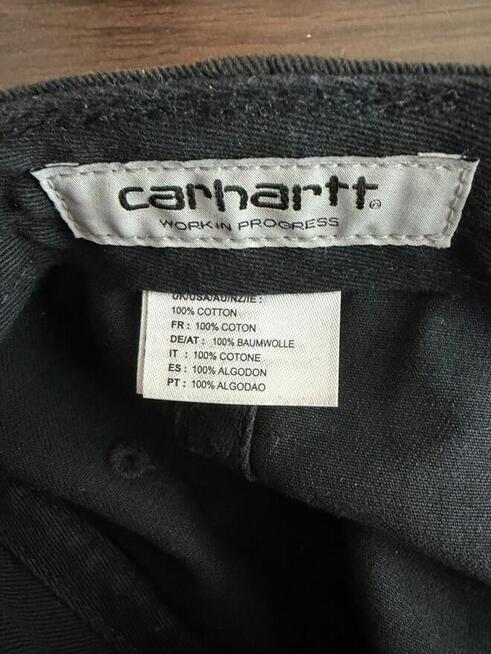 carhartt®
WORK IN PROGRESS
UK/USA/AU/NZ/IE :
100% COTTON
FR : 100% COTON
DE/AT : 100% BAUMWOLLE
IT : 100% COTONE
ES : 100% ALGODON
PT : 100% ALGODAO